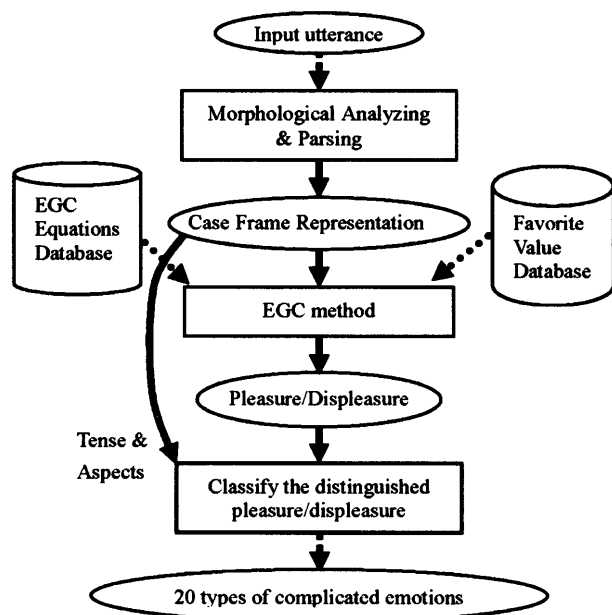 Input utterance
Morphological Analyzing
& Parsing
EGC
Equations
Database
Case Frame Representation
Favorite
Value
Database
EGC method
Pleasure/Displeasure
Tense &
Aspects
Classify the distinguished
pleasure/displeasure
20 types of complicated emotions